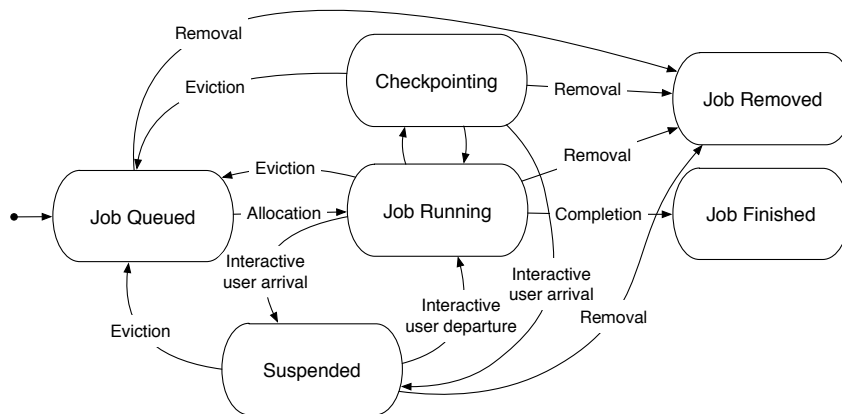 Removal
Checkpointing
Eviction
Removal
Job Removed
Eviction
Removal
Job Queued
Allocation
Job Running
Completion
Job Finished
Interactive
user arrival
Interactive
user departure
Interactive
user arrival
Removal
Eviction
Suspended